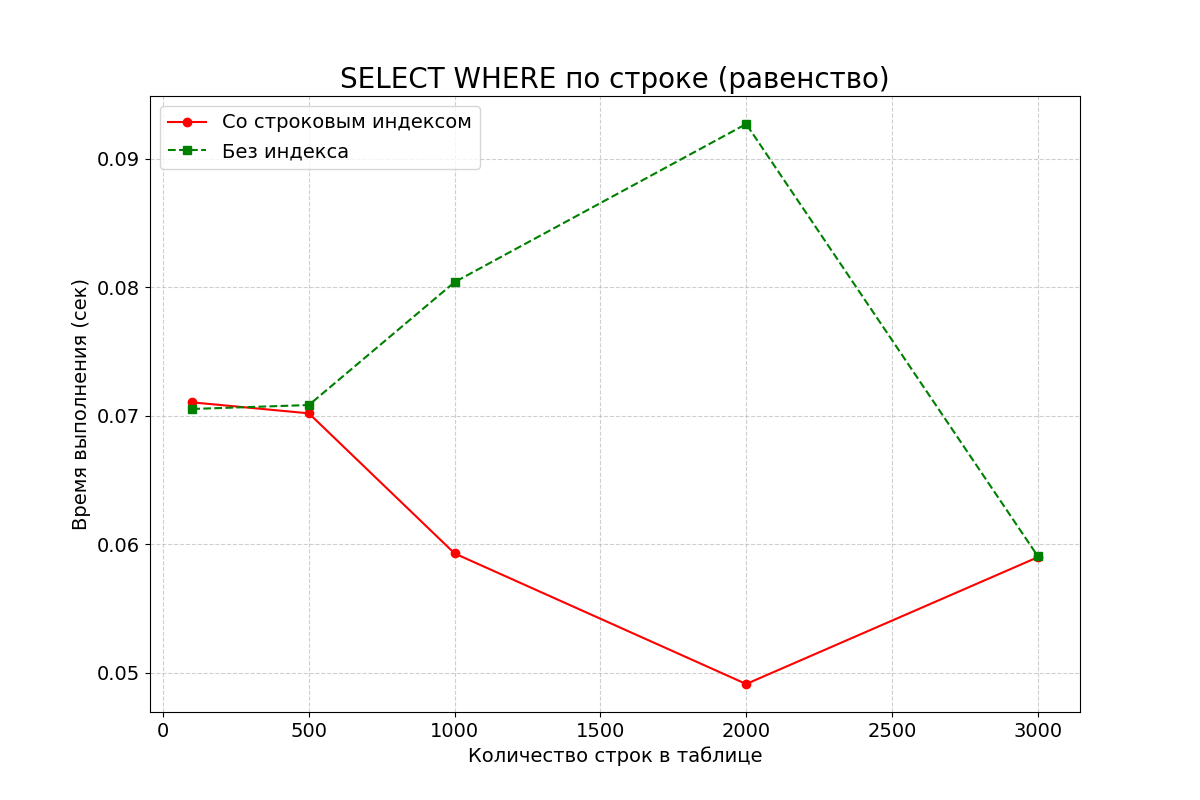 SELECT WHERE по строке (равенство)
Со строковым индексом
Без индекса
0.09
0.08
0.07
0.06
0.05
Время выполнения (сек)
0
500
1000
1500
2000
2500
3000
Количество строк в таблице